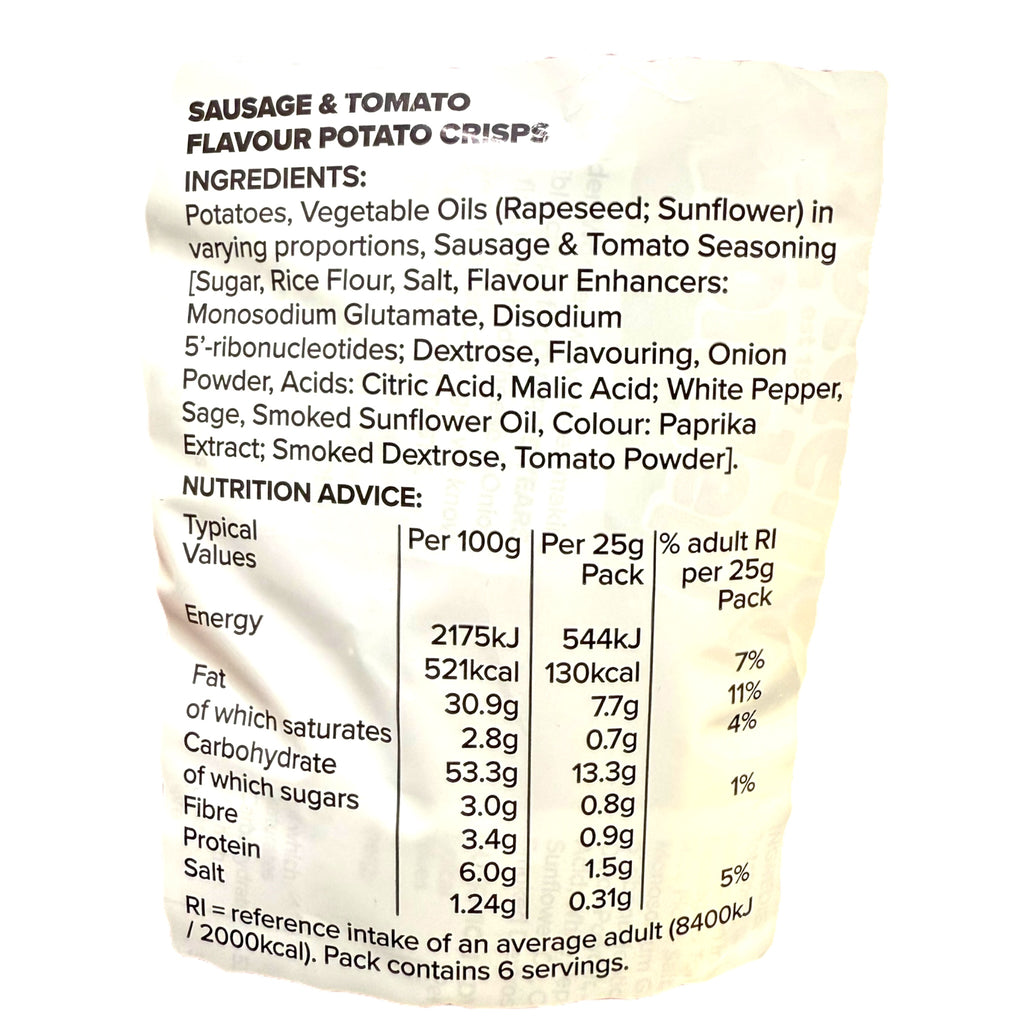 SAUSAGE & TOMATO
FLAVOUR POTATO CRISPS
INGREDIENTS:
Potatoes, Vegetable Oils (Rapeseed; Sunflower) in
varying proportions, Sausage & Tomato Seasoning
[Sugar, Rice Flour, Salt, Flavour Enhancers:
Monosodium Glutamate, Disodium
5'-ribonucleotides; Dextrose, Flavouring, Onion
Powder, Acids: Citric Acid, Malic Acid; White Pepper,
Sage, Smoked Sunflower Oil, Colour: Paprika
Extract; Smoked Dextrose, Tomato Powder].
NUTRITION ADVICE:
Typical Per 100g Per 25g % adult RI
Values Pack per 25g
Pack
Energy 2175kJ 544kJ
521kcal 130kcal 7%
Fat 30.9g 7.7g 11%
of which saturates 2.8g 0.7g 4%
Carbohydrate 53.3g 13.3g
of which sugars 3.0g 0.8g 1%
Fibre 3.4g 0.9g
Protein 6.0g 1.5g
Salt 1.24g 0.31g 5%
RI = reference intake of an average adult (8400kJ
/ 2000kcal). Pack contains 6 servings.